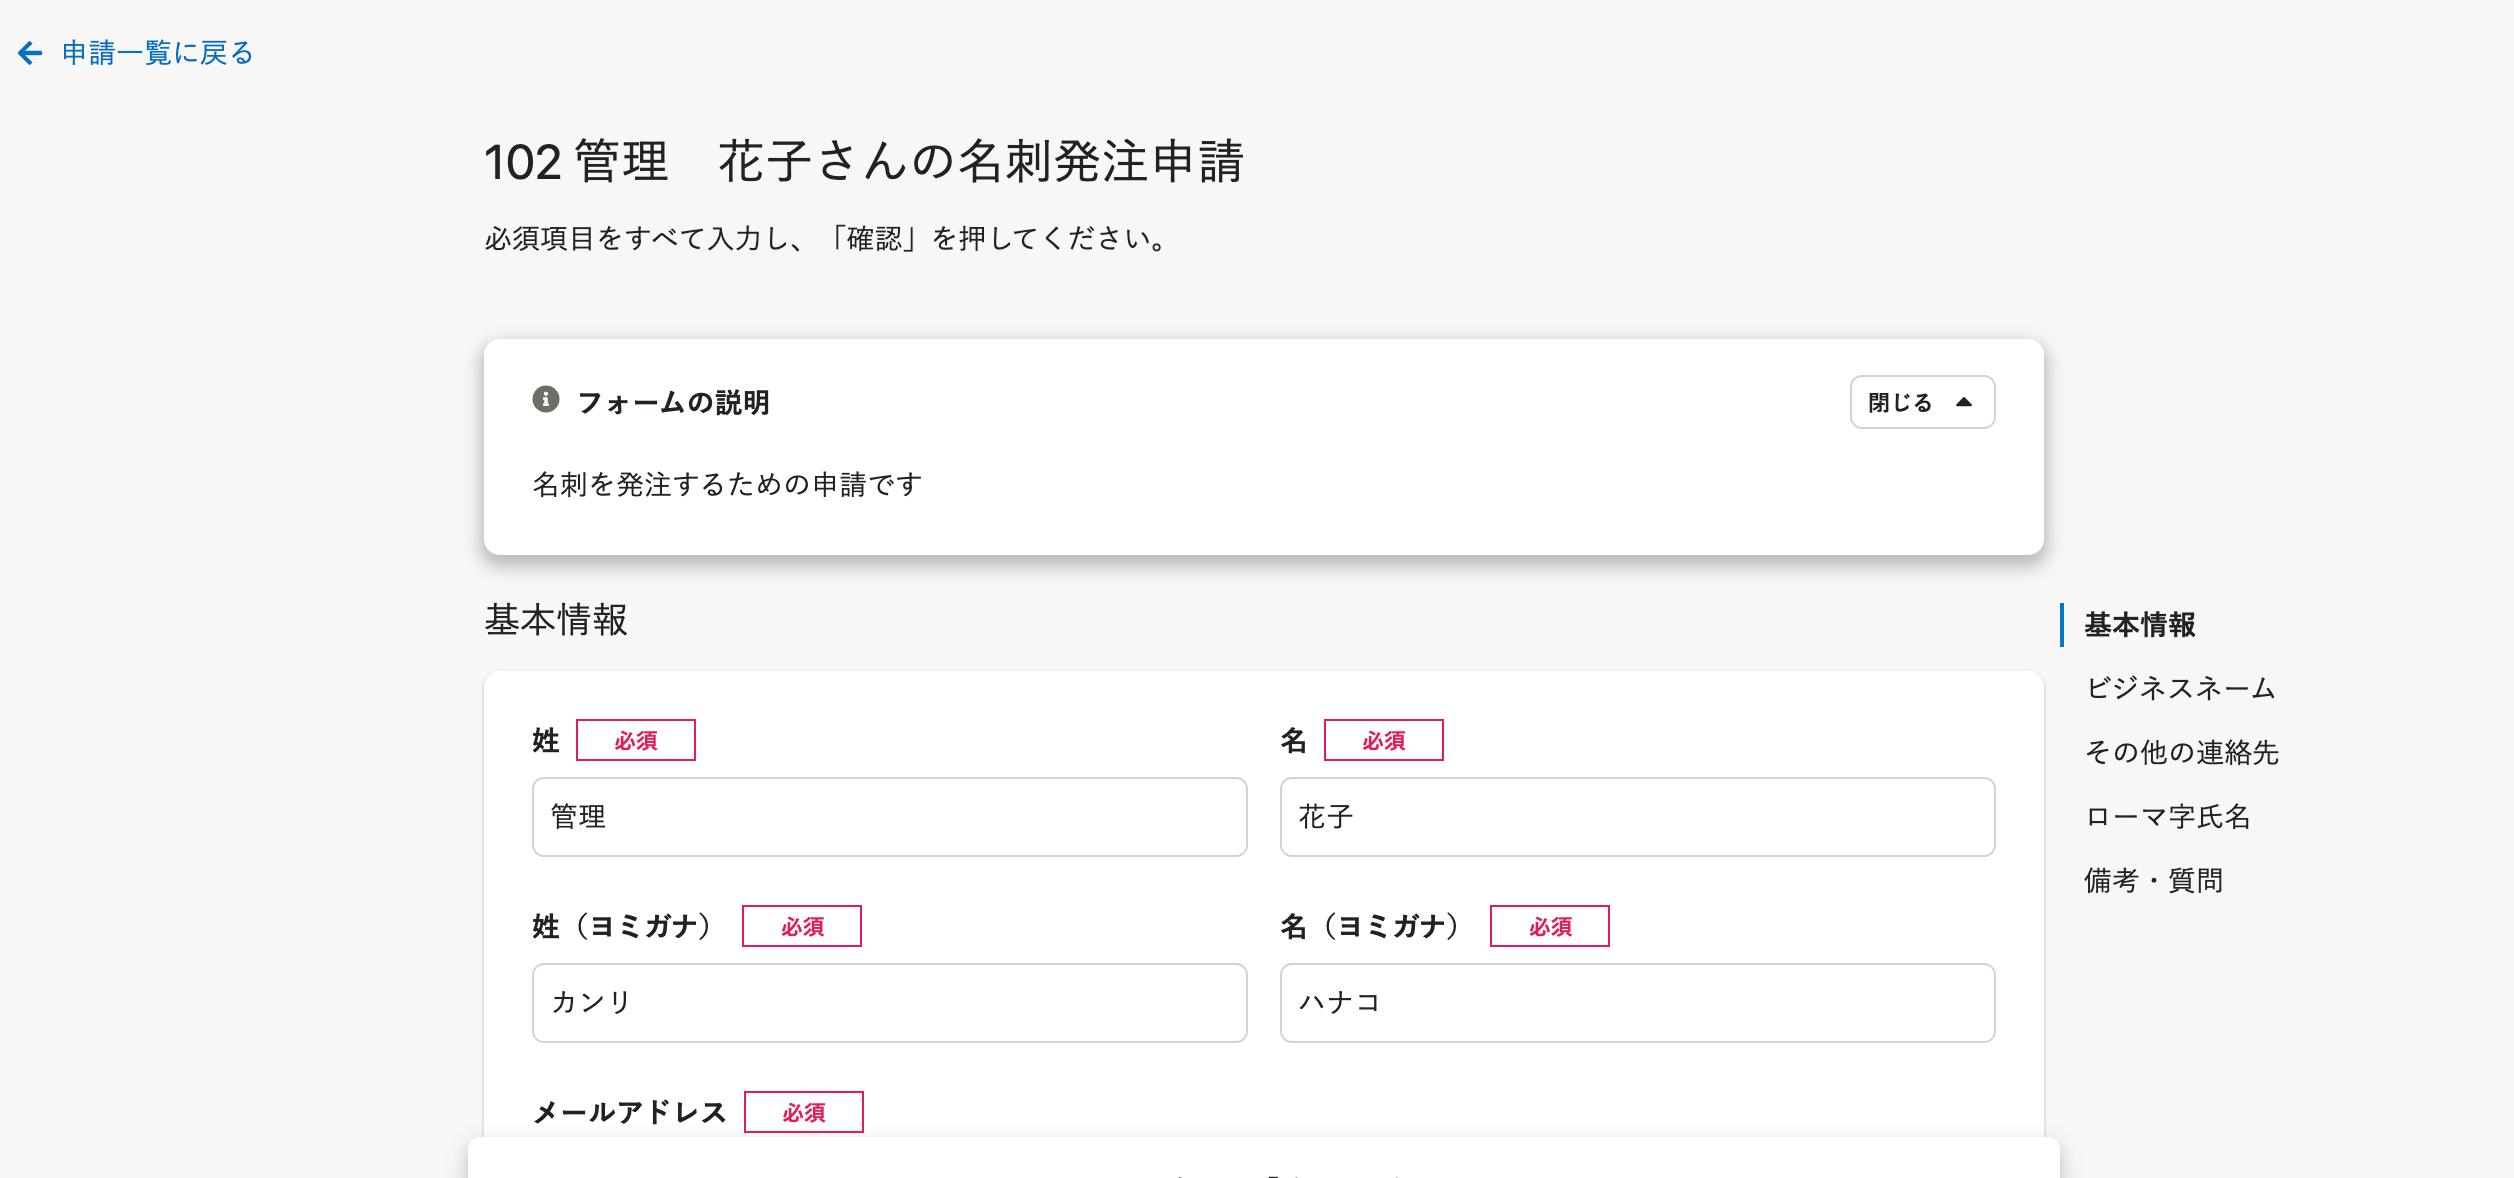 申請一覧に戻る
102 管理　花子さんの名刺発注申請
必須項目をすべて入力し、「確認」を押してください。
フォームの説明
閉じる
名刺を発注するための申請です
基本情報
姓 必須
名 必須
管理
花子
姓（ヨミガナ） 必須
名（ヨミガナ） 必須
カンリ
ハナコ
メールアドレス 必須
基本情報
ビジネスネーム
その他の連絡先
ローマ字氏名
備考・質問